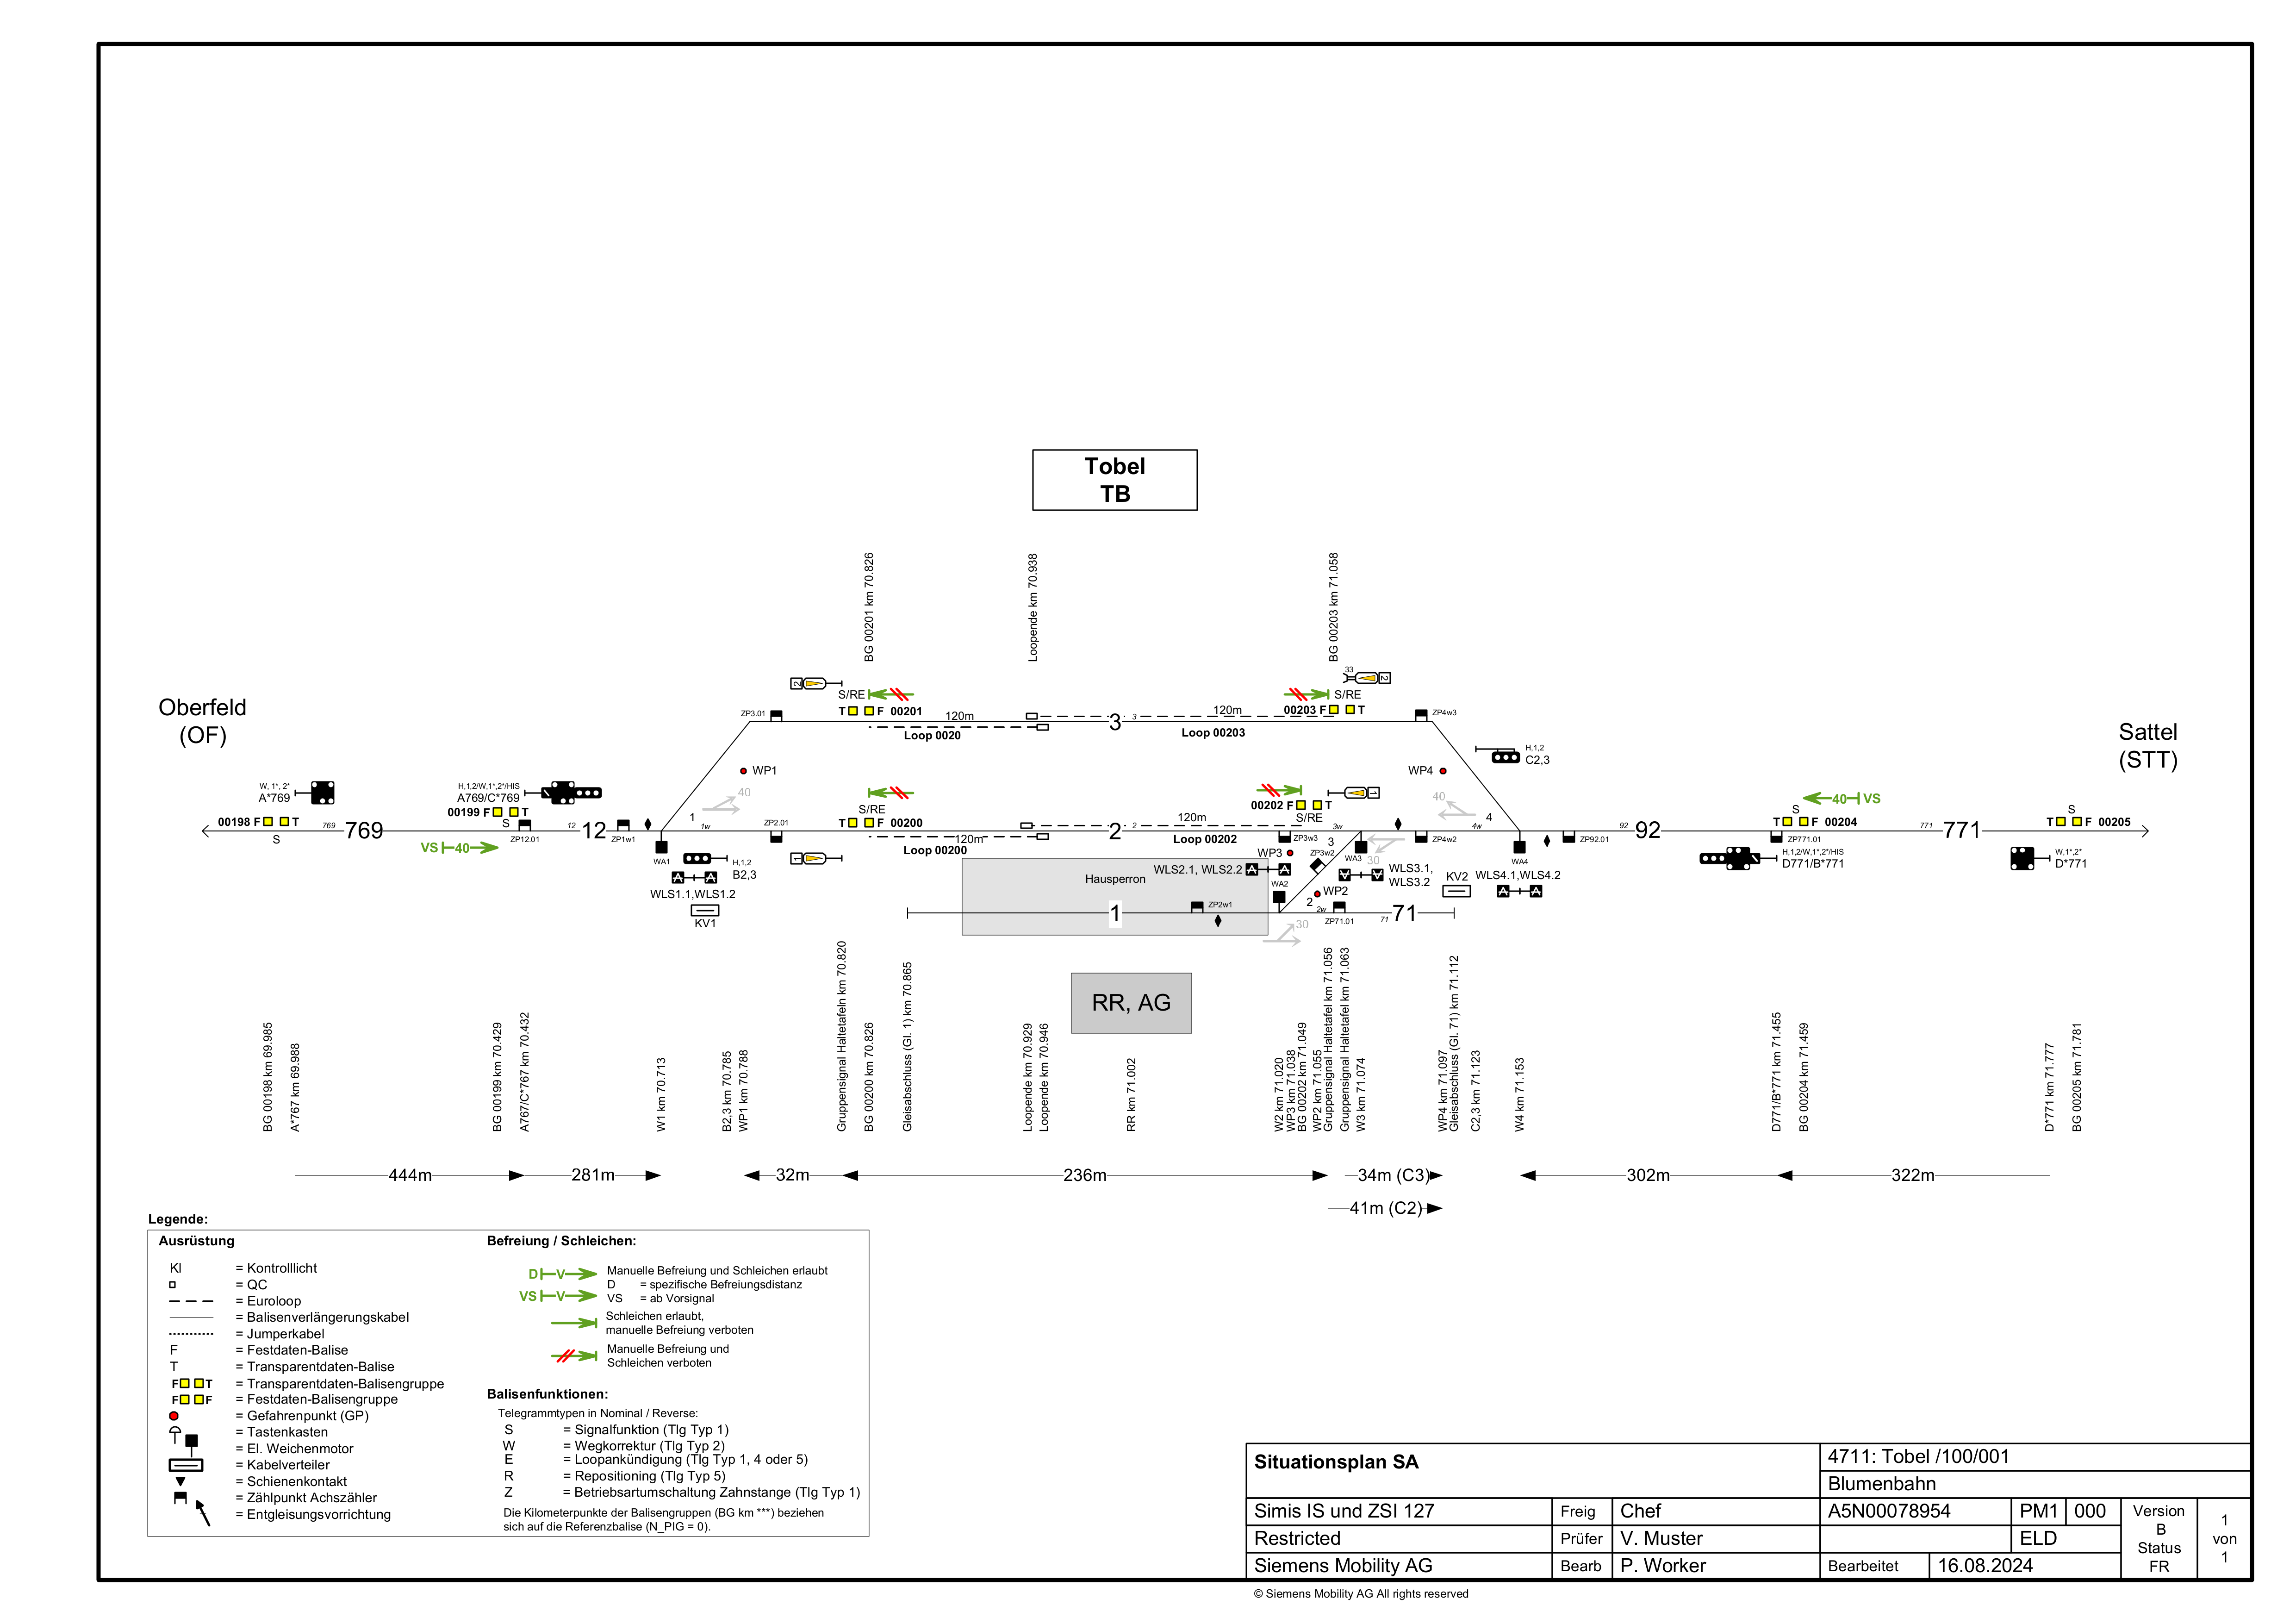 Tobel
TB
BG 00201 km 70.826
Loopende km 70.938
BG 00203 km 71.058
Oberfeld
(OF)
Sattel
(STT)
2
33
2
S/RE
S/RE
ZP3.01
T F 00201
120m
3
3
120m
00203 F T
ZP4w3
Loop 0020
Loop 00203
WP1
WP4
H,1,2
C2,3
W, 1*, 2*
A*769
H,1,2/W,1*,2*/HIS
A769/C*769
40
40
1
VS
40
S
S
00198 F T
S
769
769
00199 F T
S
ZP12.01
12
12
ZP1w1
1
1w
ZP2.01
S/RE
T F 00200
120m
Loop 00200
2
2
120m
Loop 00202
00202 F T
S/RE
ZP3w3
3w
3
ZP4w2
4w
4
ZP92.01
92
92
T F 00204
ZP771.01
771
771
T F 00205
VS
40
WA1
H,1,2
B2,3
1
WLS1.1,WLS1.2
KV1
Hausperron
WP3
ZP3w2
WA3
30
WLS2.1, WLS2.2
WA2
WP2
WLS3.1,
WLS3.2
KV2
WA4
WLS4.1,WLS4.2
H,1,2/W,1*,2*/HIS
D771/B*771
W,1*,2*
D*771
1
ZP2w1
2
2w
ZP71.01
71
71
30
RR, AG
BG 00198 km 69.985
A*767 km 69.988
BG 00199 km 70.429
A767/C*767 km 70.432
W1 km 70.713
B2,3 km 70.785
WP1 km 70.788
Gruppensignal Haltetafeln km 70.820
BG 00200 km 70.826
Gleisabschluss (Gl. 1) km 70.865
Loopende km 70.929
Loopende km 70.946
RR km 71.002
W2 km 71.020
WP3 km 71.038
BG 00202 km 71.049
WP2 km 71.055
Gruppensignal Haltetafel km 71.056
Gruppensignal Haltetafel km 71.063
W3 km 71.074
WP4 km 71.097
Gleisabschluss (Gl. 71) km 71.112
C2,3 km 71.123
W4 km 71.153
D771/B*771 km 71.455
BG 00204 km 71.459
D*771 km 71.777
BG 00205 km 71.781
444m
281m
32m
236m
34m (C3)
302m
322m
41m (C2)
Legende:
Ausrüstung
Kl = Kontrolllicht
= QC
= Euroloop
= Balisenverlängerungskabel
= Jumperkabel
F = Festdaten-Balise
T = Transparentdaten-Balise
F T = Transparentdaten-Balisengruppe
F F = Festdaten-Balisengruppe
= Gefahrenpunkt (GP)
= Tastenkasten
= El. Weichenmotor
= Kabelverteiler
= Schienenkontakt
= Zählpunkt Achszähler
= Entgleisungsvorrichtung
Befreiung / Schleichen:
D V Manuelle Befreiung und Schleichen erlaubt
D = spezifische Befreiungsdistanz
VS V VS = ab Vorsignal
Schleichen erlaubt,
manuelle Befreiung verboten
Manuelle Befreiung und
Schleichen verboten
Balisenfunktionen:
Telegrammtypen in Nominal / Reverse:
S = Signalfunktion (Tlg Typ 1)
W = Wegkorrektur (Tlg Typ 2)
E = Loopankündigung (Tlg Typ 1, 4 oder 5)
R = Repositioning (Tlg Typ 5)
Z = Betriebsartumschaltung Zahnstange (Tlg Typ 1)
Die Kilometerpunkte der Balisengruppen (BG km ***) beziehen
sich auf die Referenzbalise (N_PIG = 0).
Situationsplan SA
4711: Tobel /100/001
Blumenbahn
Simis IS und ZSI 127
Freig
Chef
A5N00078954
PM1
000
Version
B
Status
FR
1
von
1
Restricted
Prüfer
V. Muster
ELD
Siemens Mobility AG
Bearb
P. Worker
Bearbeitet
16.08.2024
© Siemens Mobility AG All rights reserved